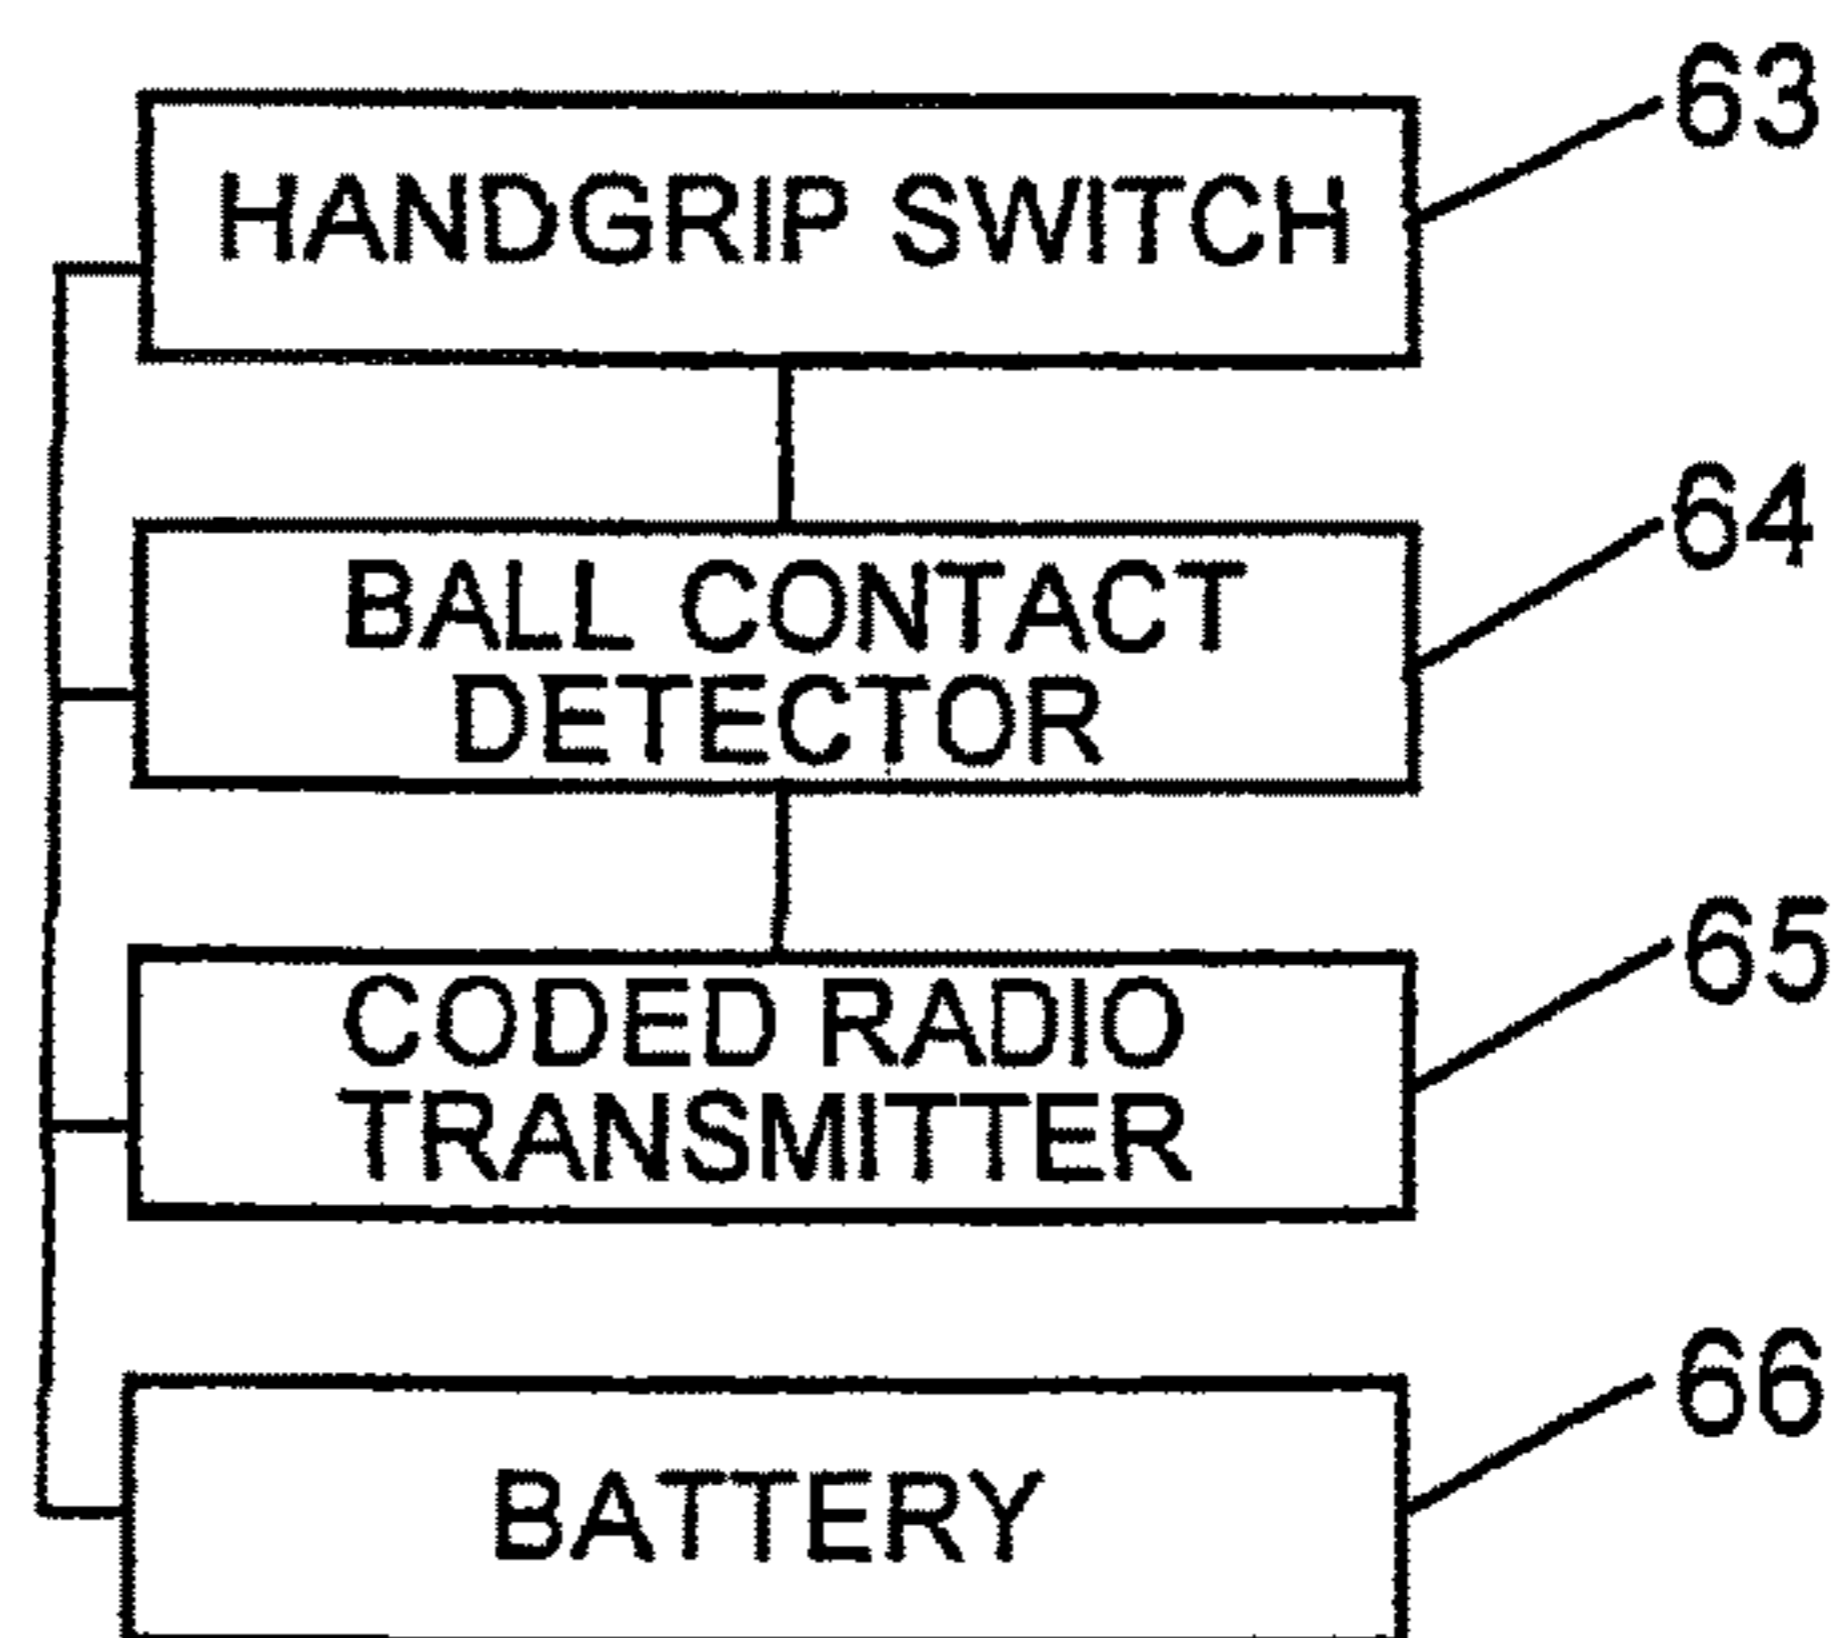 63
HANDGRIP SWITCH
64
BALL CONTACT
DETECTOR
65
CODED RADIO
TRANSMITTER
66
BATTERY